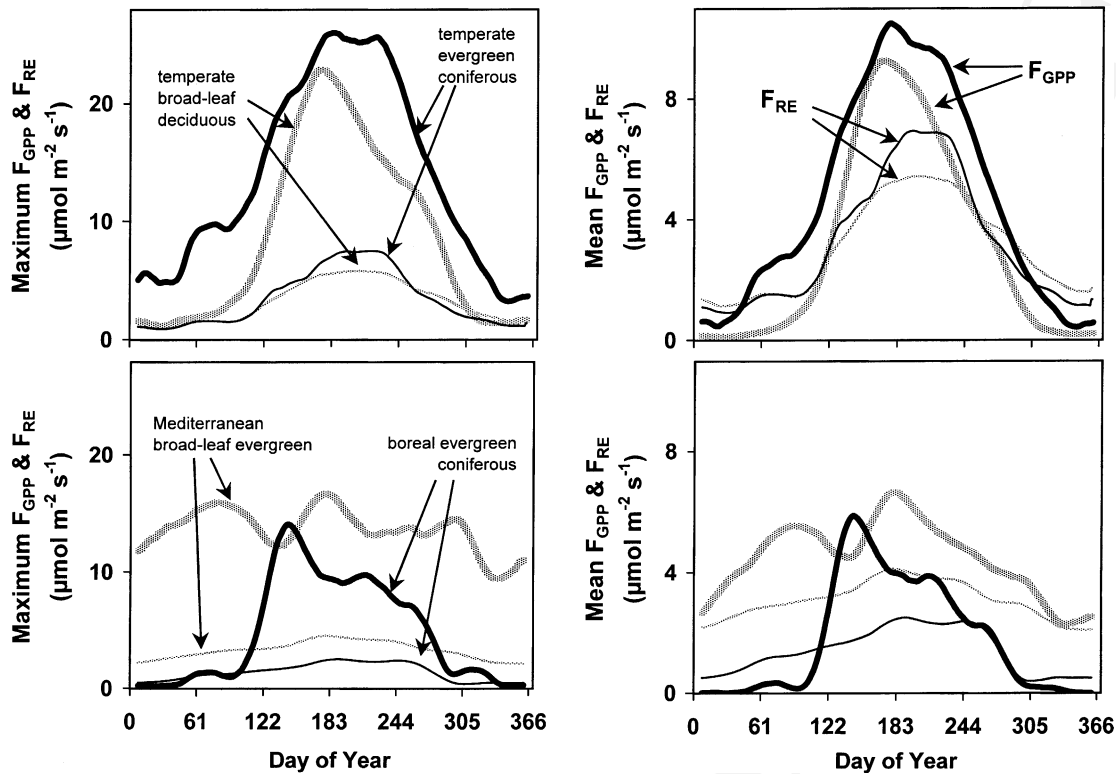 Maximum F_GPP & F_RE
(µmol m⁻² s⁻¹)
20
10
0
temperate
broad-leaf
deciduous
temperate
evergreen
coniferous
Mean F_GPP & F_RE
(µmol m⁻² s⁻¹)
8
4
0
F_RE
F_GPP
Maximum F_GPP & F_RE
(µmol m⁻² s⁻¹)
20
10
0
Mediterranean
broad-leaf evergreen
boreal evergreen
coniferous
0 61 122 183 244 305 366
Day of Year
Mean F_GPP & F_RE
(µmol m⁻² s⁻¹)
8
4
0
0 61 122 183 244 305 366
Day of Year